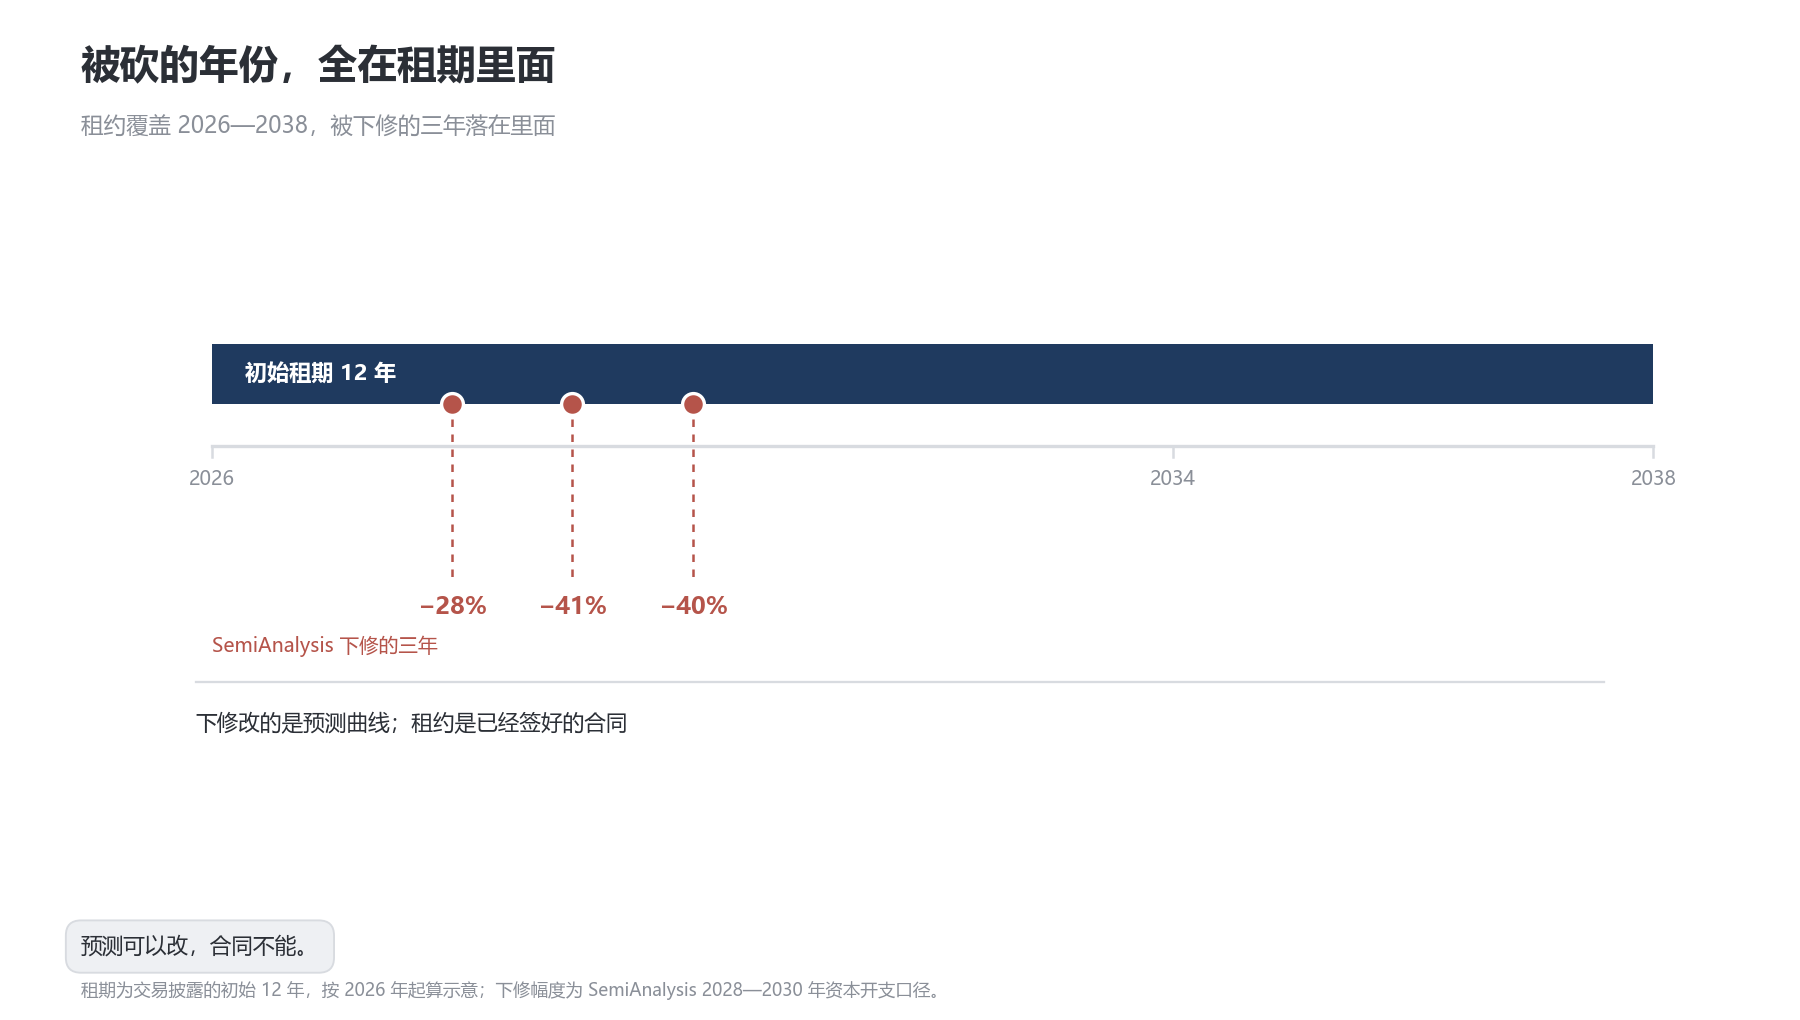 被砍的年份，全在租期里面
租约覆盖 2026—2038，被下修的三年落在里面
初始租期 12 年
2026
2034
2038
–28%
–41%
–40%
SemiAnalysis 下修的三年
下修改的是预测曲线；租约是已经签好的合同
预测可以改，合同不能。
租期为交易披露的初始 12 年，按 2026 年起算示意；下修幅度为 SemiAnalysis 2028—2030 年资本开支口径。